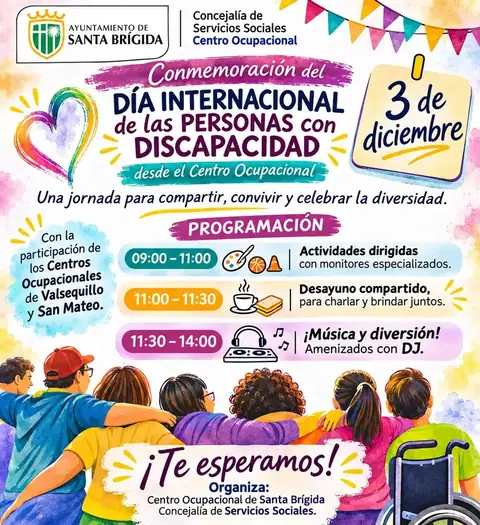 AYUNTAMIENTO DE
SANTA BRÍGIDA
Concejalía de
Servicios Sociales
Centro Ocupacional
Conmemoración del
DÍA INTERNACIONAL
de las PERSONAS con
DISCAPACIDAD
desde el Centro Ocupacional
3 de
diciembre
Una jornada para compartir, convivir y celebrar la diversidad.
PROGRAMACIÓN
Con la
participación de
los Centros
Ocupacionales
de Valsequillo
y San Mateo.
09:00 – 11:00
Actividades dirigidas
con monitores especializados.
11:00 – 11:30
Desayuno compartido,
para charlar y brindar juntos.
11:30 – 14:00
¡Música y diversión!
Amenizados con DJ.
¡Te esperamos!
Organiza:
Centro Ocupacional de Santa Brígida
Concejalía de Servicios Sociales.